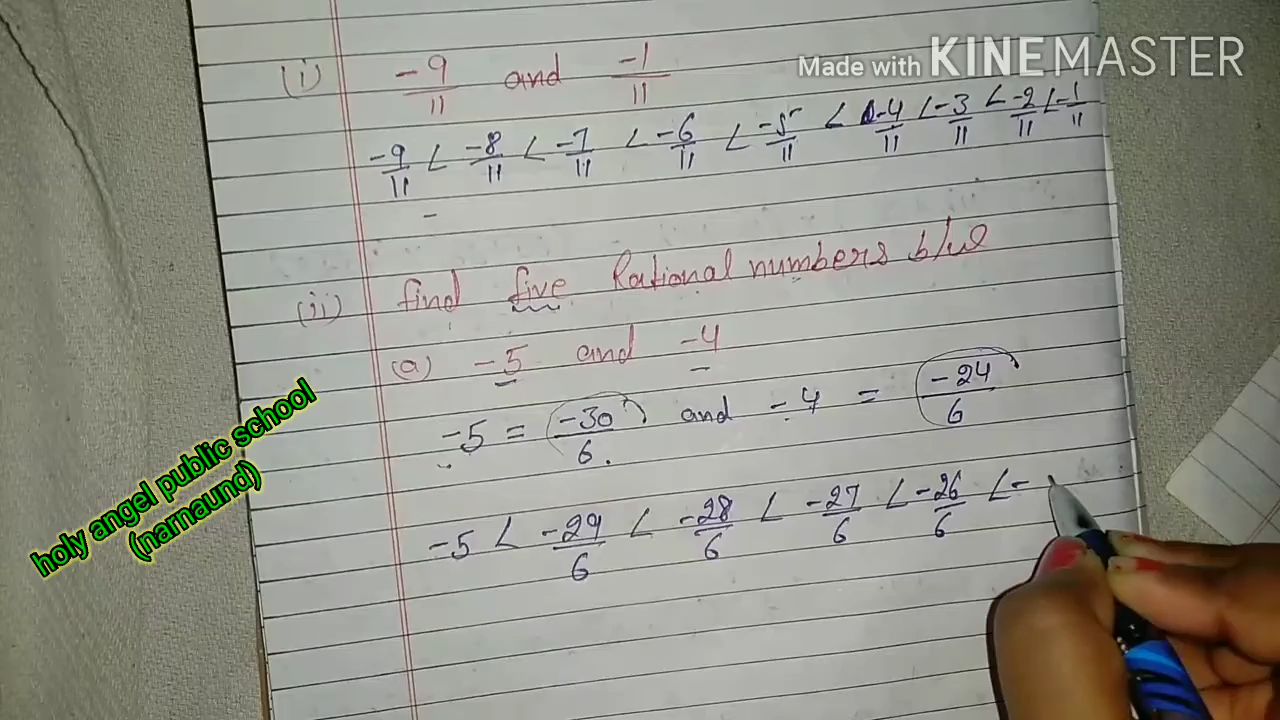 Made with KINEMASTER
(i) -9/11 and -1/11
-9/11 < -8/11 < -7/11 < -6/11 < -5/11 < -4/11 < -3/11 < -2/11 < -1/11
(ii) find five Rational numbers b/w
(a) -5 and -4
-5 = -30/6 and -4 = -24/6
-5 < -29/6 < -28/6 < -27/6 < -26/6 < -
holy angel public school
(narnaund)